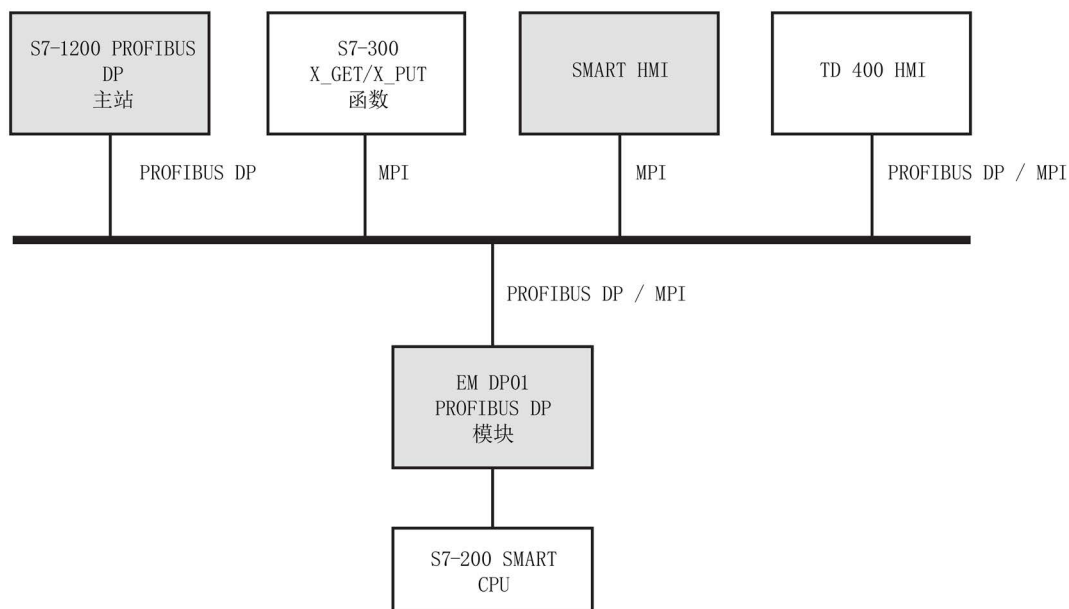 S7-1200 PROFIBUS
DP
主站
S7-300
X_GET/X_PUT
函数
SMART HMI
TD 400 HMI
PROFIBUS DP
MPI
MPI
PROFIBUS DP / MPI
PROFIBUS DP / MPI
EM DP01
PROFIBUS DP
模块
S7-200 SMART
CPU